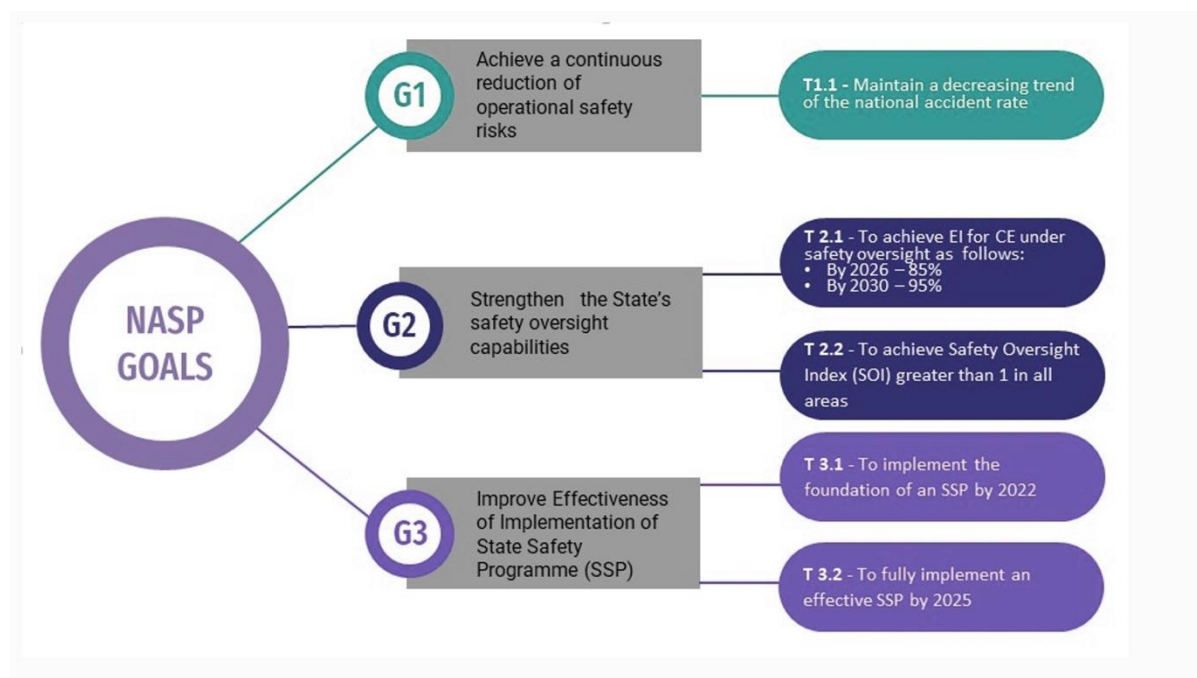 NASP
GOALS
G1
Achieve a continuous
reduction of
operational safety
risks
T1.1 - Maintain a decreasing trend
of the national accident rate
G2
Strengthen the State's
safety oversight
capabilities
T 2.1 - To achieve EI for CE under
safety oversight as follows:
• By 2026 – 85%
• By 2030 – 95%
T 2.2 - To achieve Safety Oversight
Index (SOI) greater than 1 in all
areas
G3
Improve Effectiveness
of Implementation of
State Safety
Programme (SSP)
T 3.1 - To implement the
foundation of an SSP by 2022
T 3.2 - To fully implement an
effective SSP by 2025